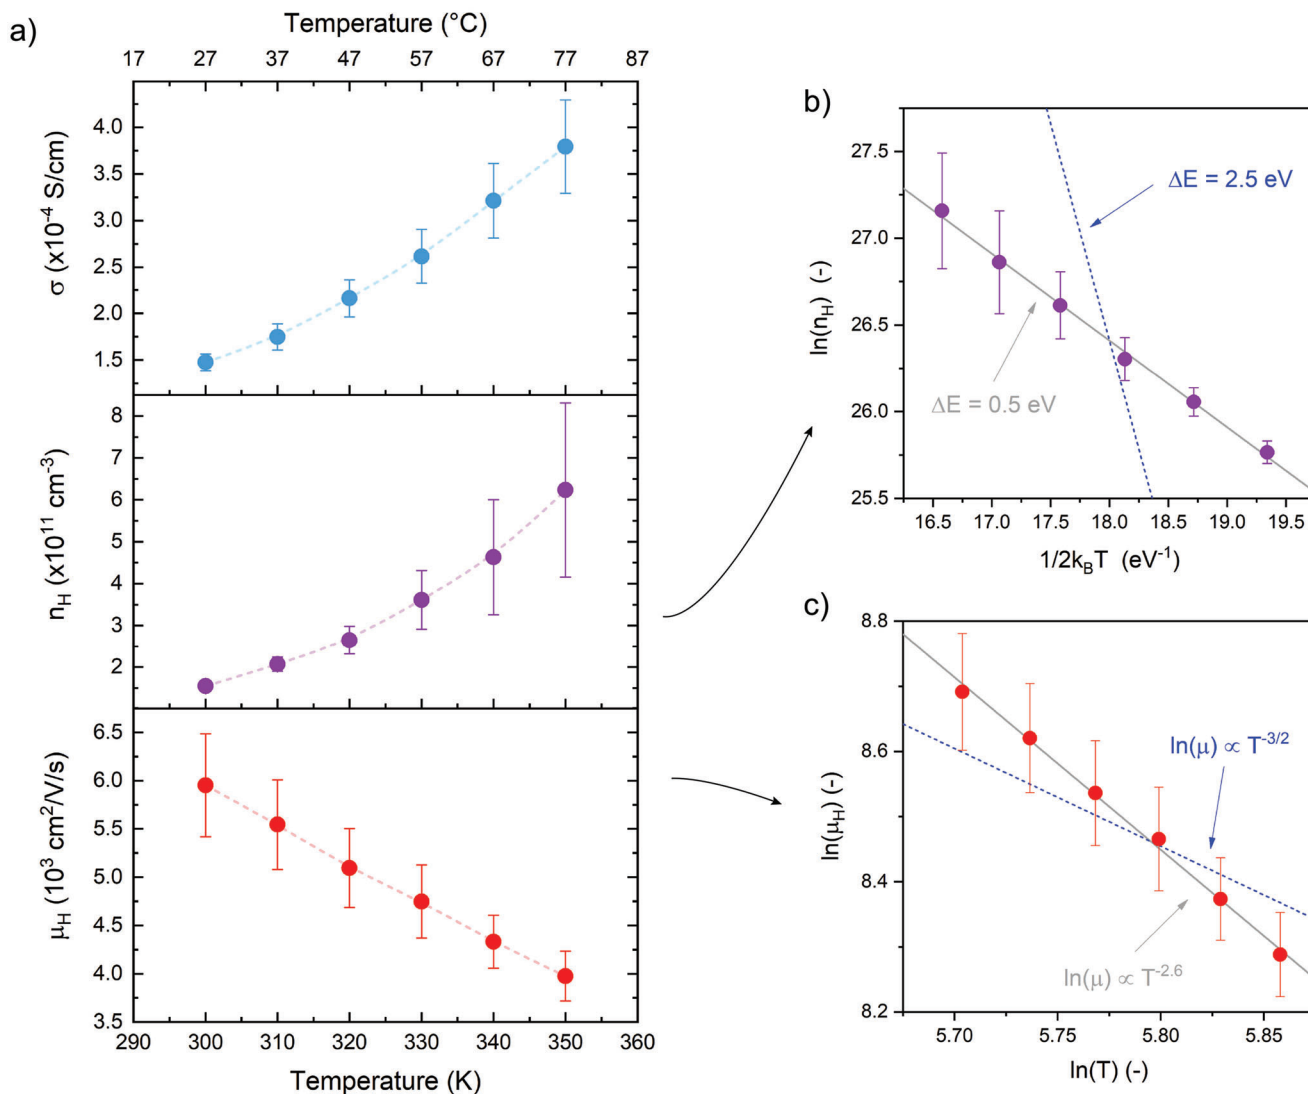 a)
Temperature (°C)
17 27 37 47 57 67 77 87
σ (x10⁻⁴ S/cm)
4.0
3.5
3.0
2.5
2.0
1.5
n_H (x10¹¹ cm⁻³)
8
7
6
5
4
3
2
μ_H (10³ cm²/V/s)
6.5
6.0
5.5
5.0
4.5
4.0
3.5
290 300 310 320 330 340 350 360
Temperature (K)
b)
ln(n_H) (-)
27.5
27.0
26.5
26.0
25.5
ΔE = 2.5 eV
ΔE = 0.5 eV
16.5 17.0 17.5 18.0 18.5 19.0 19.5
1/2k_BT (eV⁻¹)
c)
ln(μ_H) (-)
8.8
8.6
8.4
8.2
ln(μ) ∝ T⁻³/²
ln(μ) ∝ T⁻²·⁶
5.70 5.75 5.80 5.85
ln(T) (-)